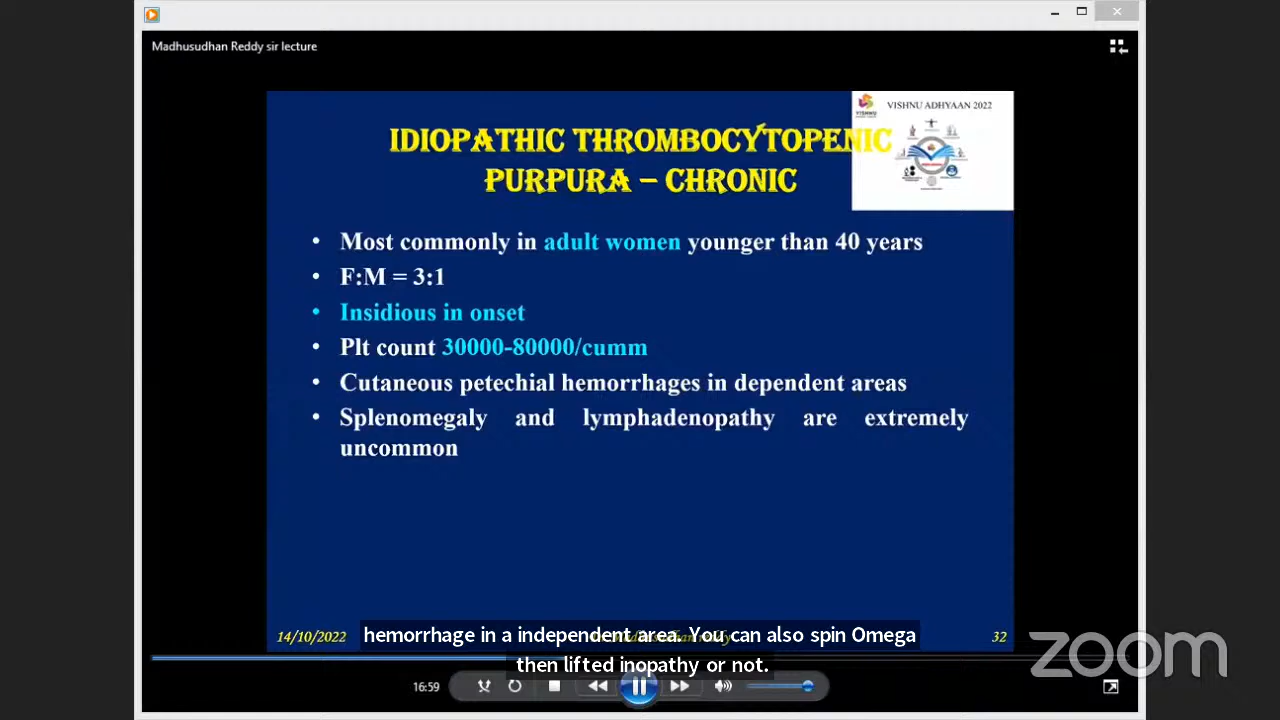 Madhusudhan Reddy sir lecture
VISHNU ADHYAAN 2022
IDIOPATHIC THROMBOCYTOPENIC
PURPURA – CHRONIC
• Most commonly in adult women younger than 40 years
• F:M = 3:1
• Insidious in onset
• Plt count 30000-80000/cumm
• Cutaneous petechial hemorrhages in dependent areas
• Splenomegaly and lymphadenopathy are extremely
uncommon
14/10/2022
32
hemorrhage in a independent area. You can also spin Omega
then lifted inopathy or not.
16:59
zoom